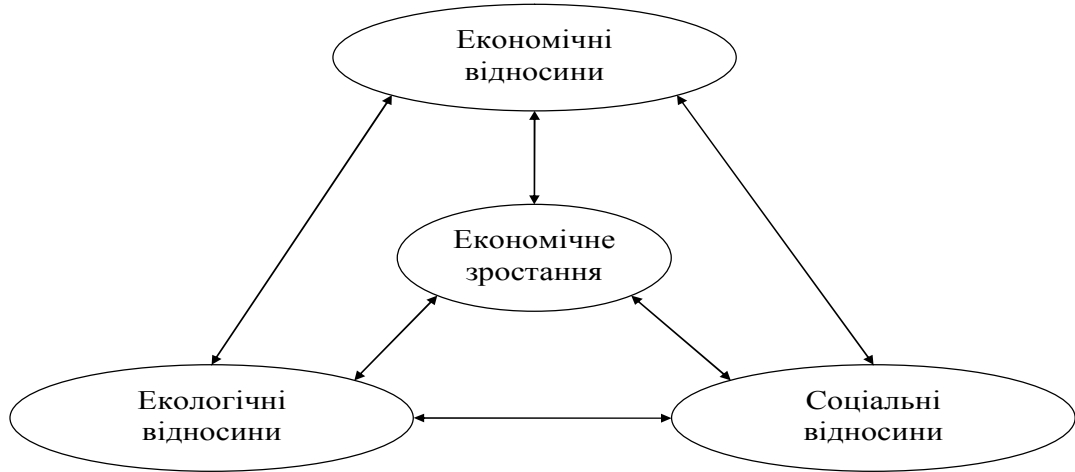 Економічні
відносини
Економічне
зростання
Екологічні
відносини
Соціальні
відносини